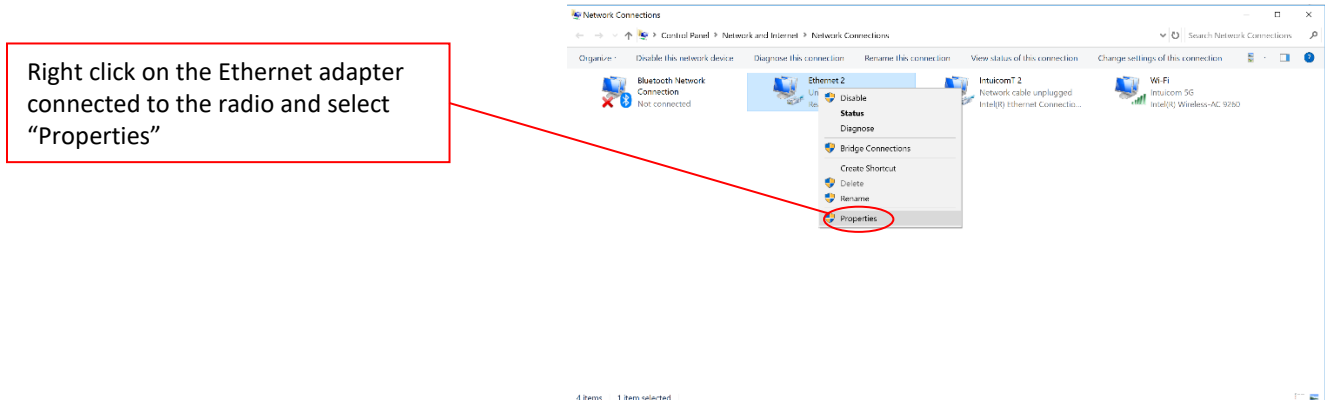 Network Connections
Control Panel > Network and Internet > Network Connections
Search Network Connections
Organize
Disable this network device
Diagnose this connection
Rename this connection
View status of this connection
Change settings of this connection
Right click on the Ethernet adapter
connected to the radio and select
“Properties”
Bluetooth Network
Connection
Not connected
Ethernet 2
IntuicomT 2
Network cable unplugged
Intel(R) Ethernet Connectio...
Wi-Fi
Intuicom 5G
Intel(R) Wireless-AC 9260
Disable
Status
Diagnose
Bridge Connections
Create Shortcut
Delete
Rename
Properties
4 items
1 item selected